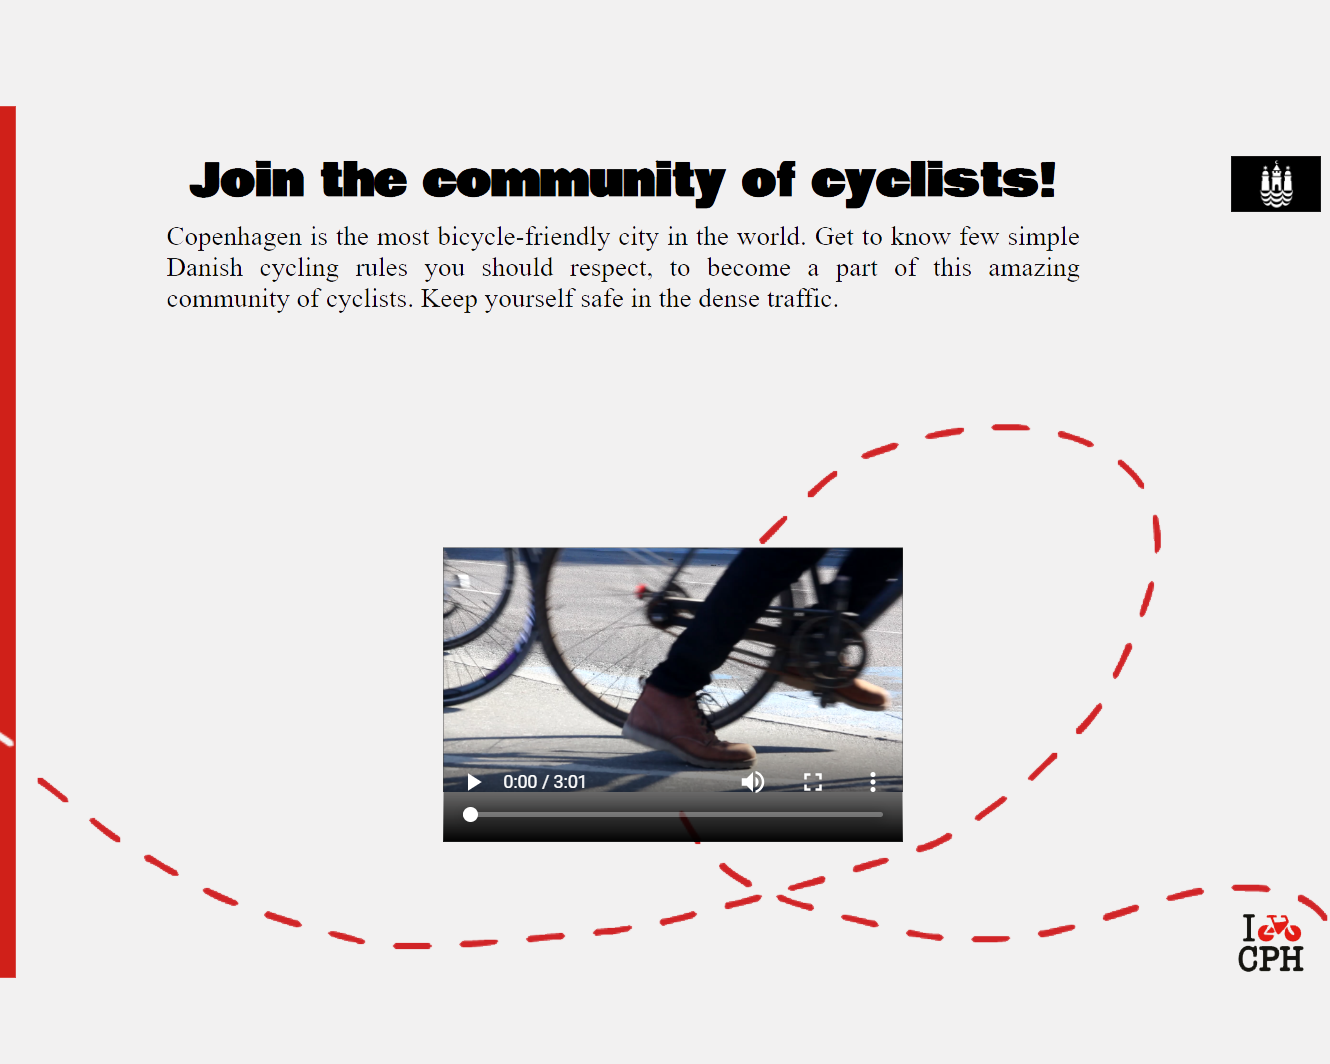 Join the community of cyclists!
Copenhagen is the most bicycle-friendly city in the world. Get to know few simple
Danish cycling rules you should respect, to become a part of this amazing
community of cyclists. Keep yourself safe in the dense traffic.
0:00 / 3:01
I
CPH